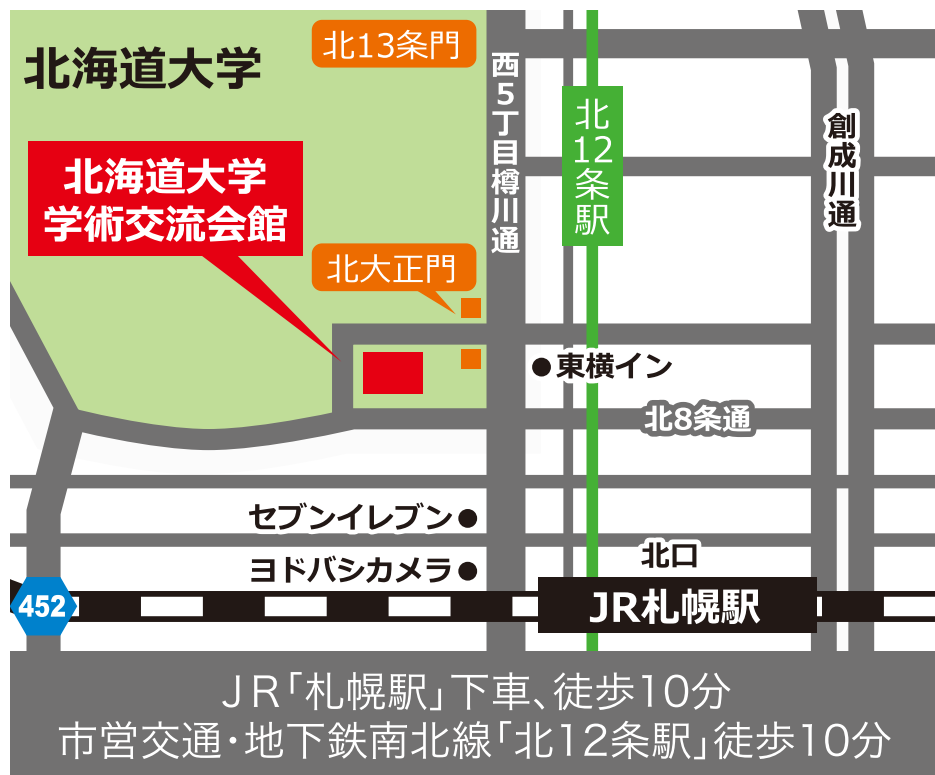 北海道大学
北13条門
西5丁目樽川通
北12条駅
創成川通
北海道大学
学術交流会館
北大正門
東横イン
北8条通
セブンイレブン
ヨドバシカメラ
北口
452
JR札幌駅
JR「札幌駅」下車、徒歩10分
市営交通・地下鉄南北線「北12条駅」徒歩10分